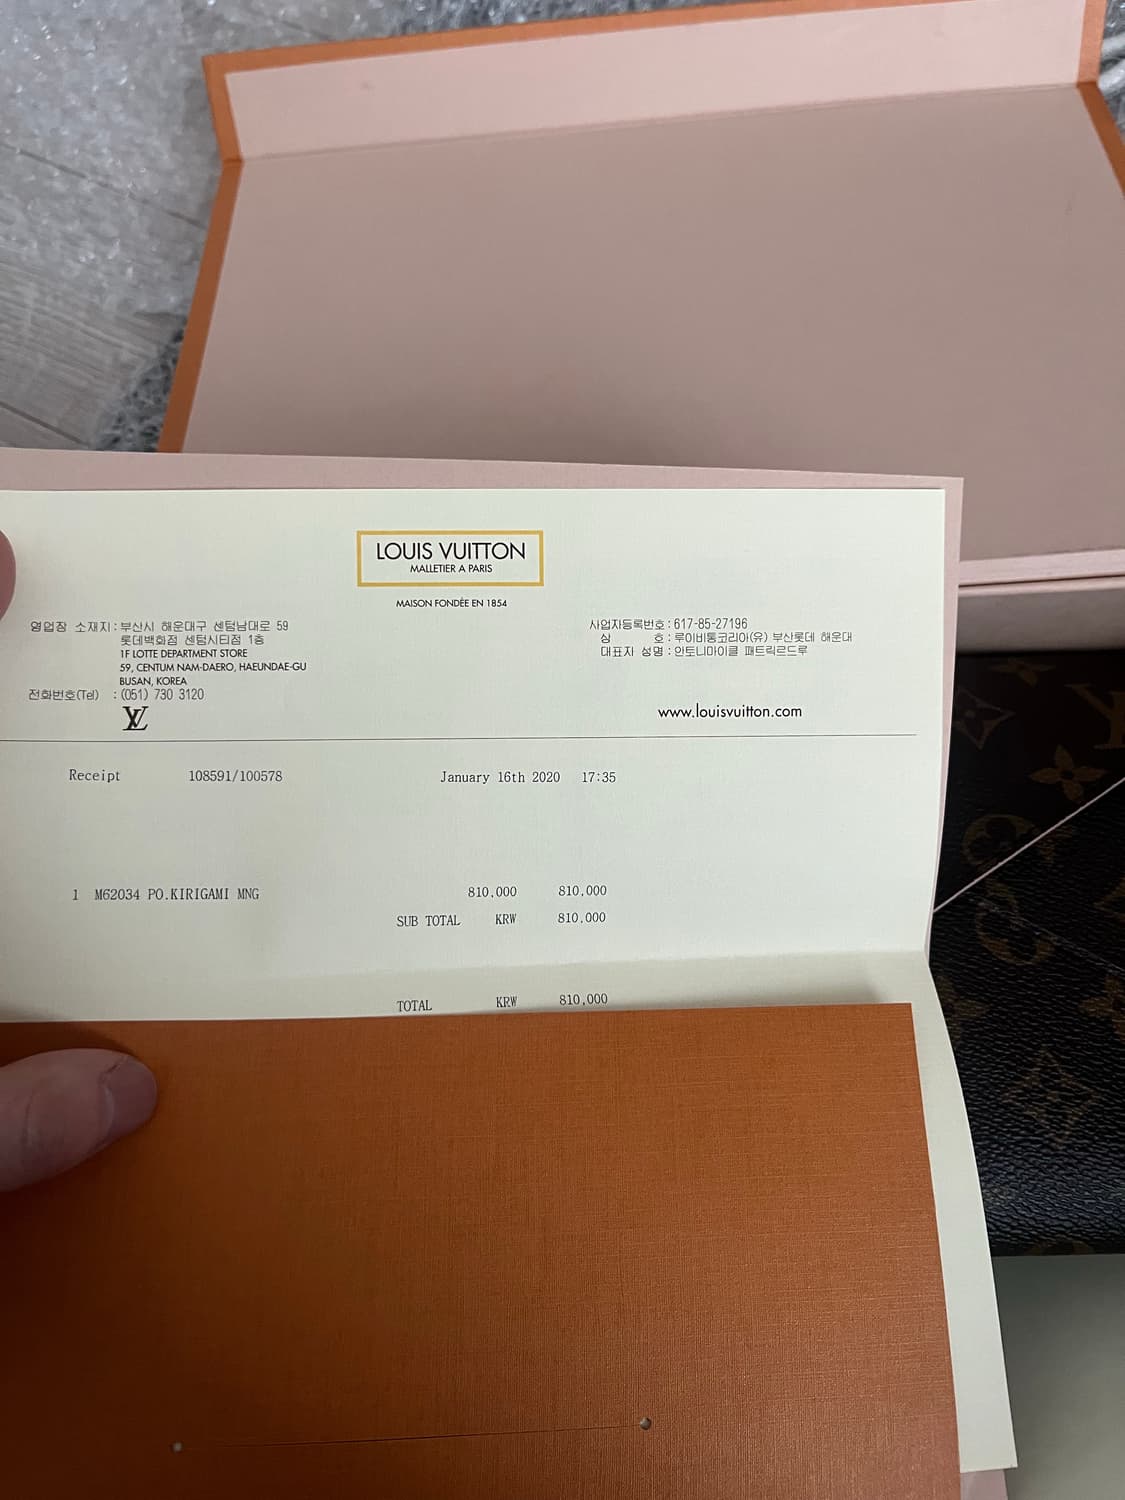 LOUIS VUITTON
MALLETIER A PARIS
MAISON FONDÉE EN 1854
영업장 소재지 : 부산시 해운대구 센텀남대로 59
롯데백화점 센텀시티점 1층
1F LOTTE DEPARTMENT STORE
59, CENTUM NAM-DAERO, HAEUNDAE-GU
BUSAN, KOREA
전화번호(Tel) : (051) 730 3120
LV
사업자등록번호 : 617-85-27196
상 호 : 루이비통코리아(유) 부산롯데 해운대
대표자 성명 : 안토니마이클 패트릭르드루
www.louisvuitton.com
Receipt 108591/100578 January 16th 2020 17:35
1 M62034 PO.KIRIGAMI MNG 810,000 810,000
SUB TOTAL KRW 810,000
TOTAL KRW 810,000